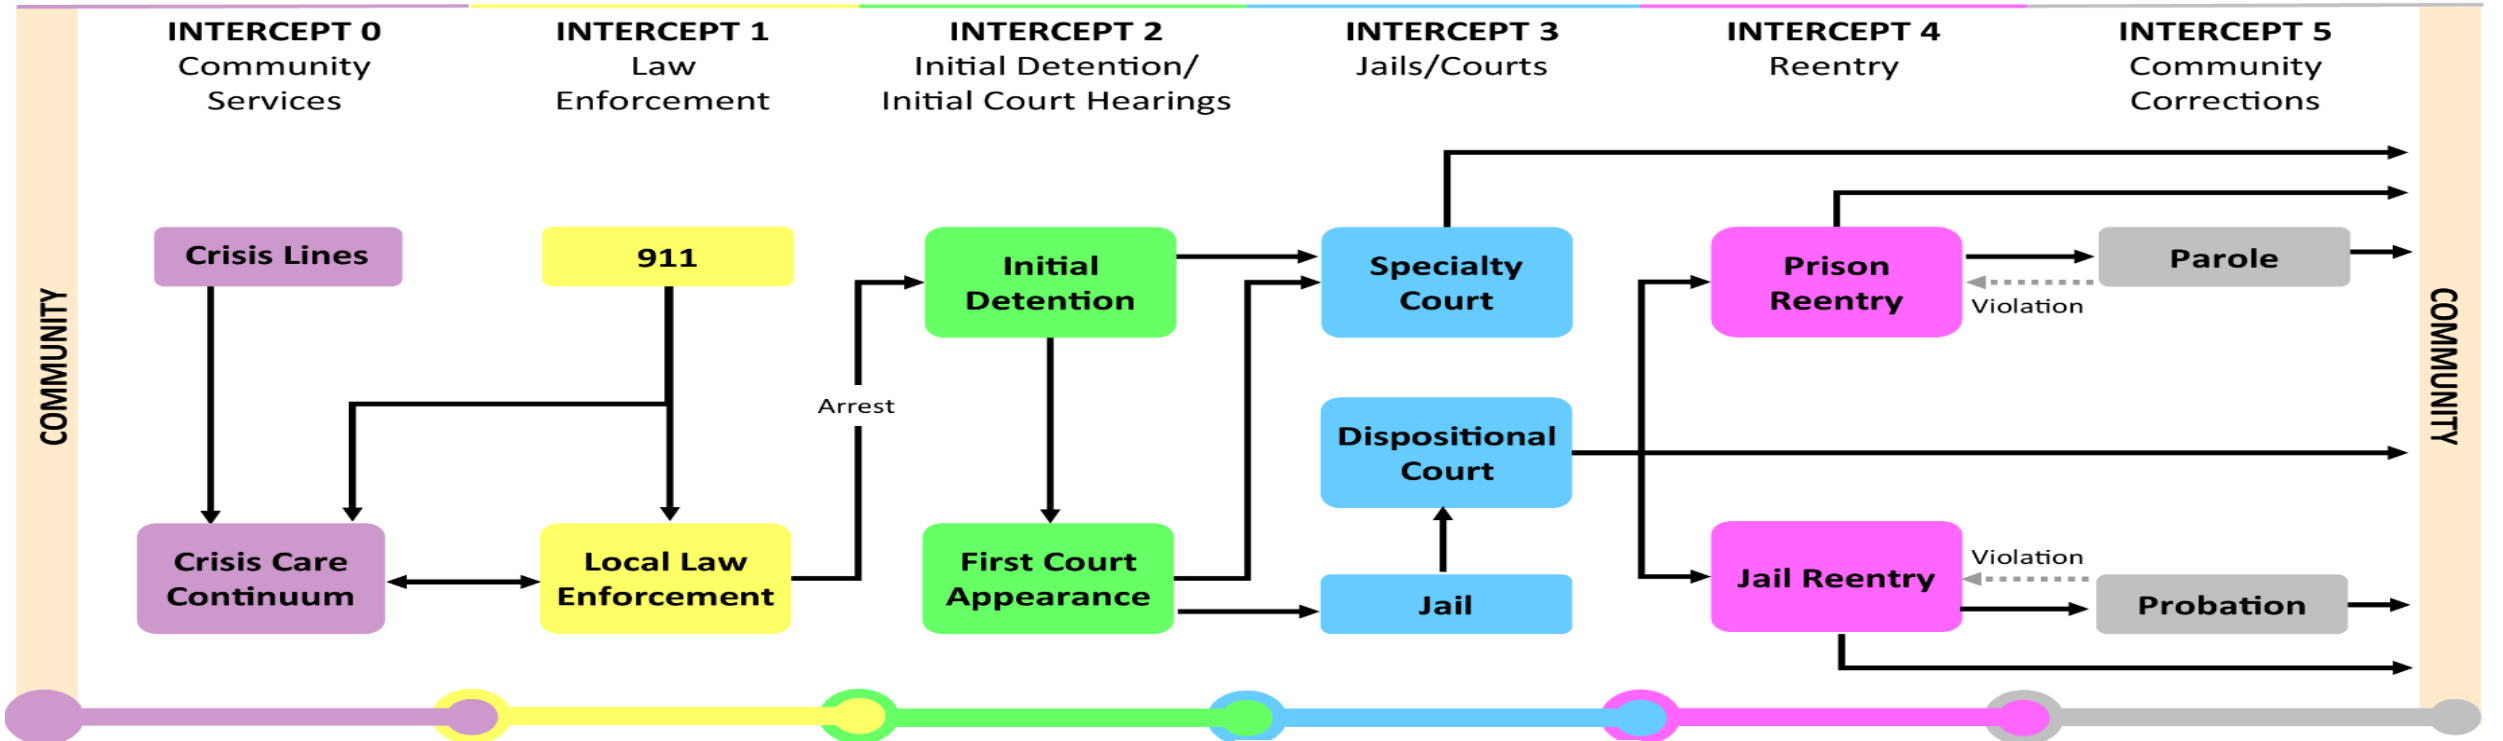 INTERCEPT 0
Community
Services
INTERCEPT 1
Law
Enforcement
INTERCEPT 2
Initial Detention/
Initial Court Hearings
INTERCEPT 3
Jails/Courts
INTERCEPT 4
Reentry
INTERCEPT 5
Community
Corrections
COMMUNITY
Crisis Lines
Crisis Care
Continuum
911
Local Law
Enforcement
Arrest
Initial
Detention
First Court
Appearance
Specialty
Court
Dispositional
Court
Jail
Prison
Reentry
Violation
Parole
Jail Reentry
Violation
Probation
COMMUNITY